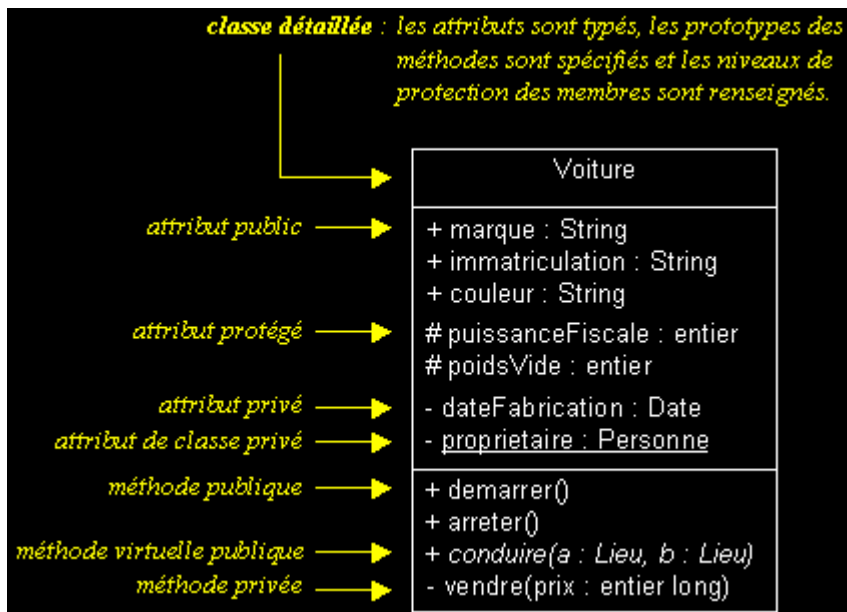 classe détaillée : les attributs sont typés, les prototypes des
méthodes sont spécifiés et les niveaux de
protection des membres sont renseignés.
Voiture
attribut public
+ marque : String
+ immatriculation : String
+ couleur : String
attribut protégé
# puissanceFiscale : entier
# poidsVide : entier
attribut privé
- dateFabrication : Date
attribut de classe privé
- proprietaire : Personne
méthode publique
+ demarrer()
+ arreter()
méthode virtuelle publique
+ conduire(a : Lieu, b : Lieu)
méthode privée
- vendre(prix : entier long)